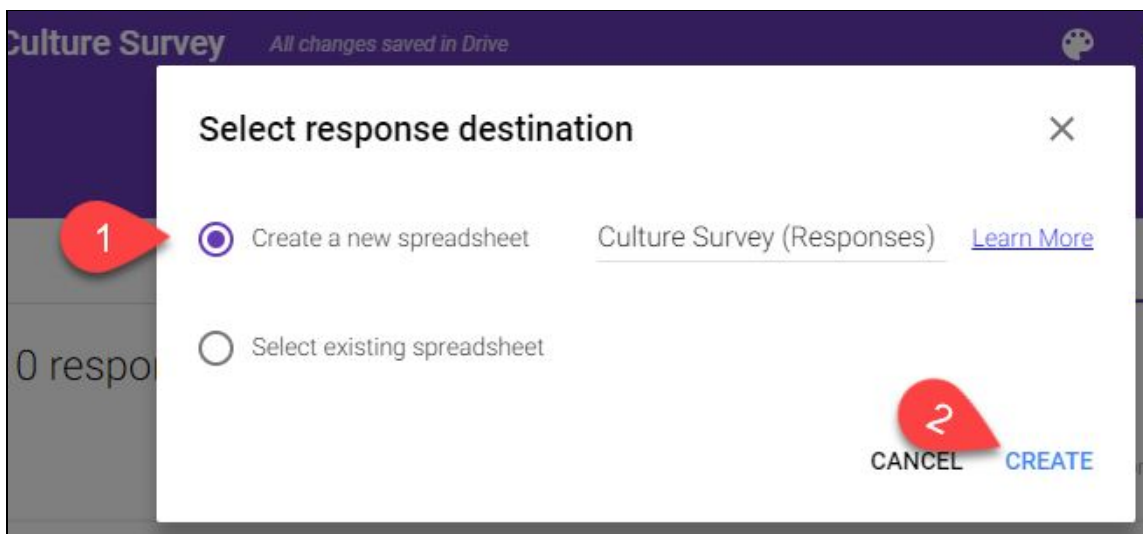 Culture Survey All changes saved in Drive
Select response destination
1
Create a new spreadsheet Culture Survey (Responses) Learn More
Select existing spreadsheet
0 respon
2
CANCEL CREATE